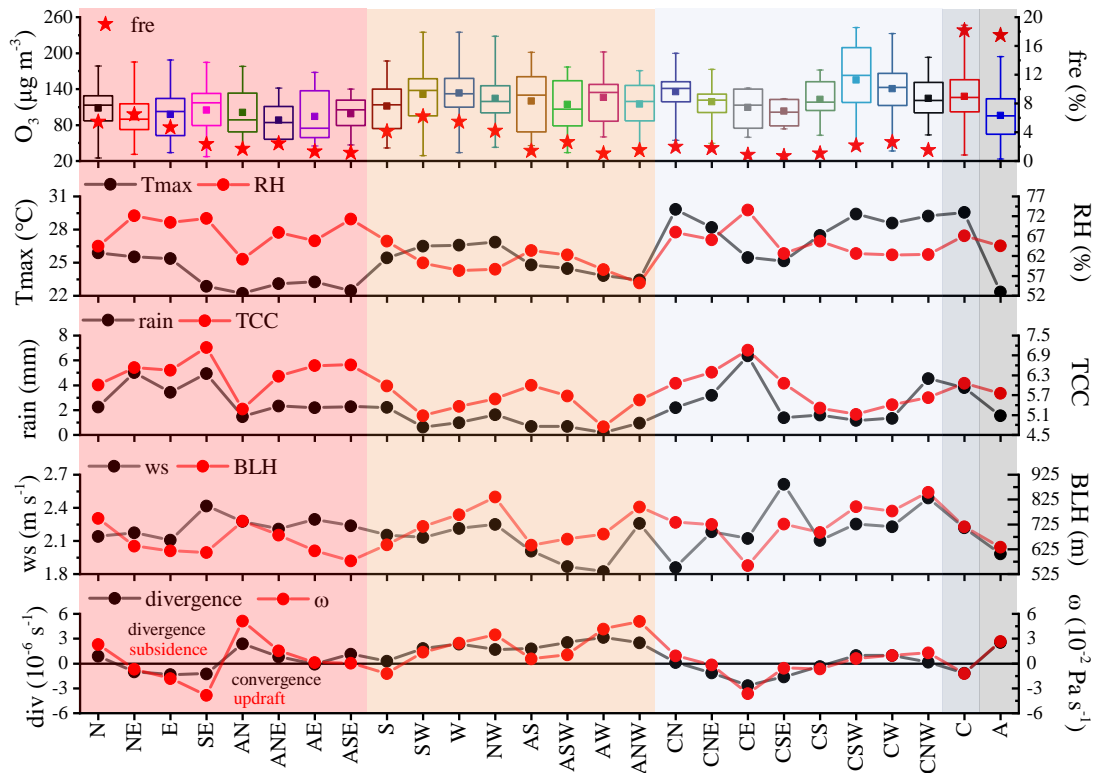 260
200
140
80
20
O₃ (μg m⁻³)
fre
20
16
12
8
4
0
fre (%)
31
28
25
22
Tmax (°C)
Tmax
RH
77
72
67
62
57
52
RH (%)
8
6
4
2
0
rain (mm)
rain
TCC
7.5
6.9
6.3
5.7
5.1
4.5
TCC
2.7
2.4
2.1
1.8
ws (m s⁻¹)
ws
BLH
925
825
725
625
525
BLH (m)
6
3
0
-3
-6
div (10⁻⁶ s⁻¹)
divergence
ω
divergence
subsidence
convergence
updraft
6
3
0
-3
-6
ω (10⁻² Pa s⁻¹)
N
NE
E
SE
AN
ANE
AE
ASE
S
SW
W
NW
AS
ASW
AW
ANW
CN
CNE
CE
CSE
CS
CSW
CW
CNW
C
A